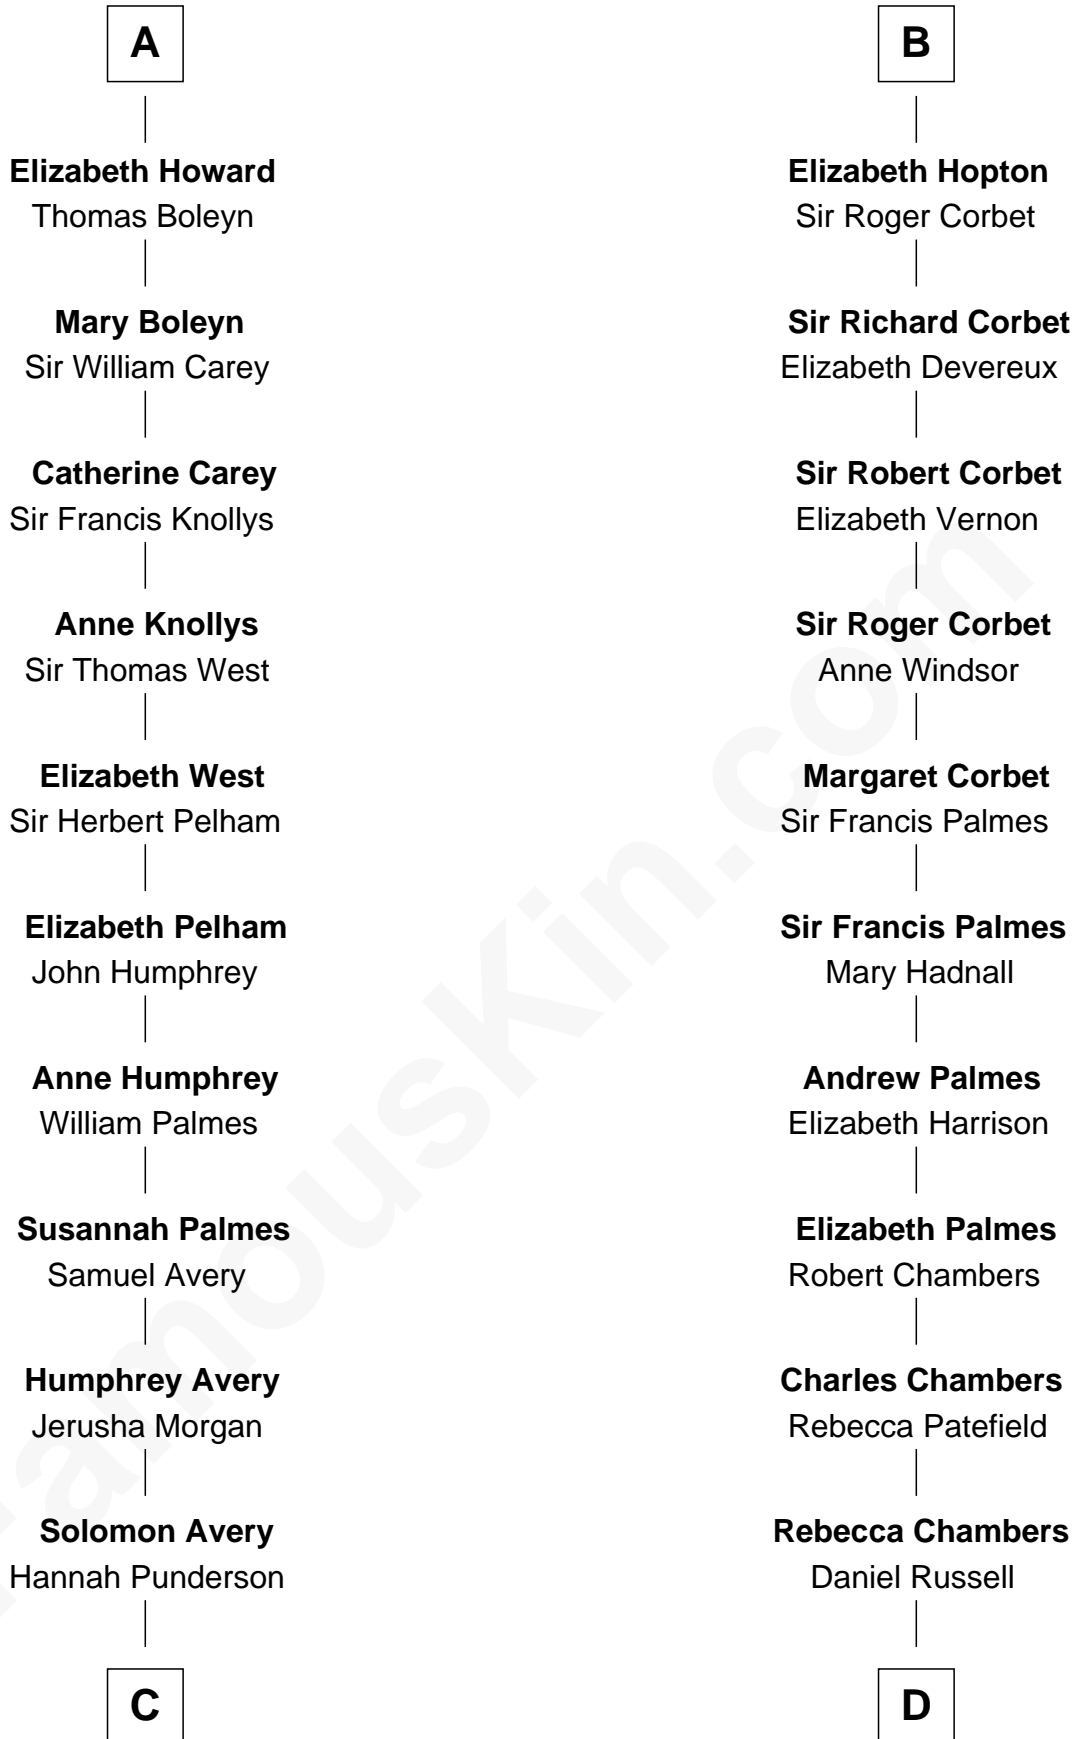 A
Elizabeth Howard
Thomas Boleyn
Mary Boleyn
Sir William Carey
Catherine Carey
Sir Francis Knollys
Anne Knollys
Sir Thomas West
Elizabeth West
Sir Herbert Pelham
Elizabeth Pelham
John Humphrey
Anne Humphrey
William Palmes
Susannah Palmes
Samuel Avery
Humphrey Avery
Jerusha Morgan
Solomon Avery
Hannah Punderson
C
B
Elizabeth Hopton
Sir Roger Corbet
Sir Richard Corbet
Elizabeth Devereux
Sir Robert Corbet
Elizabeth Vernon
Sir Roger Corbet
Anne Windsor
Margaret Corbet
Sir Francis Palmes
Sir Francis Palmes
Mary Hadnall
Andrew Palmes
Elizabeth Harrison
Elizabeth Palmes
Robert Chambers
Charles Chambers
Rebecca Patefield
Rebecca Chambers
Daniel Russell
D
FamousKin.com